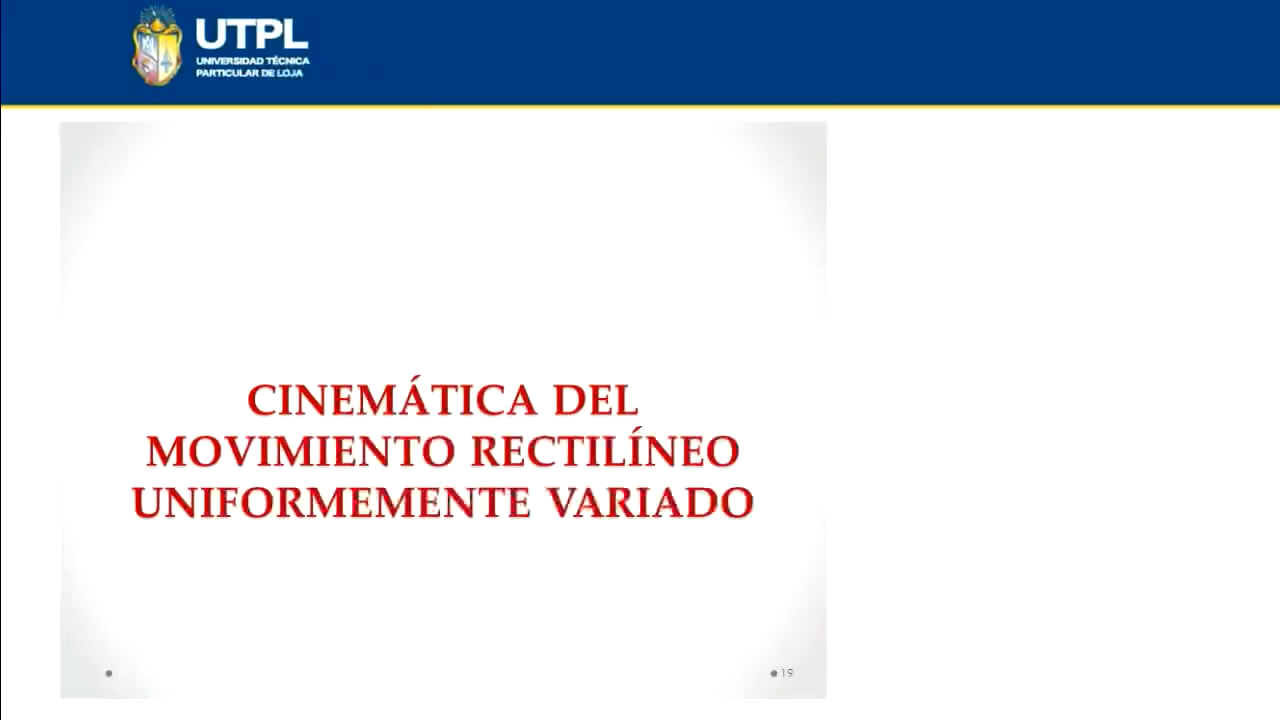 UTPL
UNIVERSIDAD TÉCNICA
PARTICULAR DE LOJA
CINEMÁTICA DEL
MOVIMIENTO RECTILÍNEO
UNIFORMEMENTE VARIADO
19